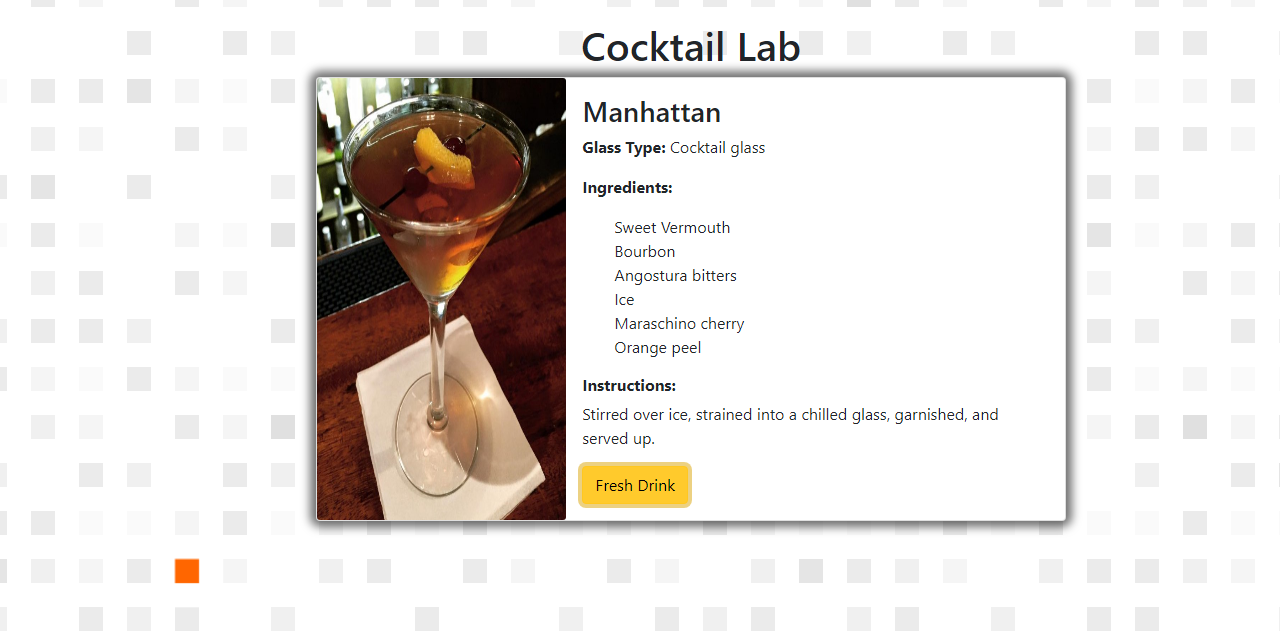 Cocktail Lab
Manhattan
Glass Type: Cocktail glass
Ingredients:
Sweet Vermouth
Bourbon
Angostura bitters
Ice
Maraschino cherry
Orange peel
Instructions:
Stirred over ice, strained into a chilled glass, garnished, and
served up.
Fresh Drink